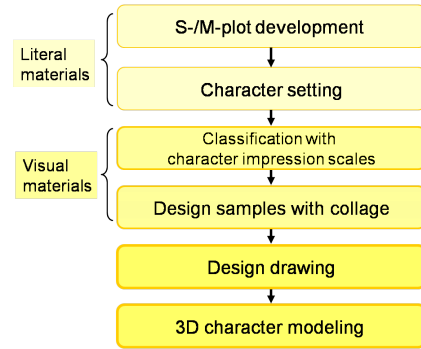 S-/M-plot development
Literal
materials
Character setting
Classification with
character impression scales
Visual
materials
Design samples with collage
Design drawing
3D character modeling